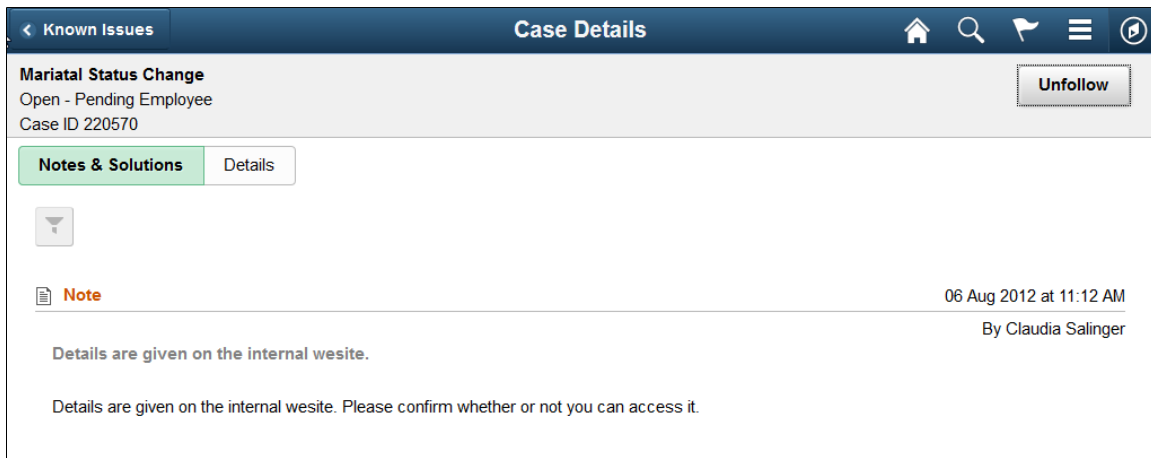 Known Issues
Case Details
Mariatal Status Change
Unfollow
Open - Pending Employee
Case ID 220570
Notes & Solutions
Details
Note
06 Aug 2012 at 11:12 AM
By Claudia Salinger
Details are given on the internal wesite.
Details are given on the internal wesite. Please confirm whether or not you can access it.